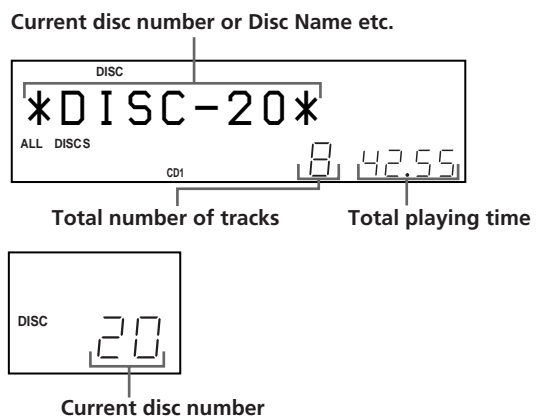 Current disc number or Disc Name etc.
DISC
*DISC-20*
ALL DISCS
CD1
8 42.55
Total number of tracks Total playing time
DISC 20
Current disc number